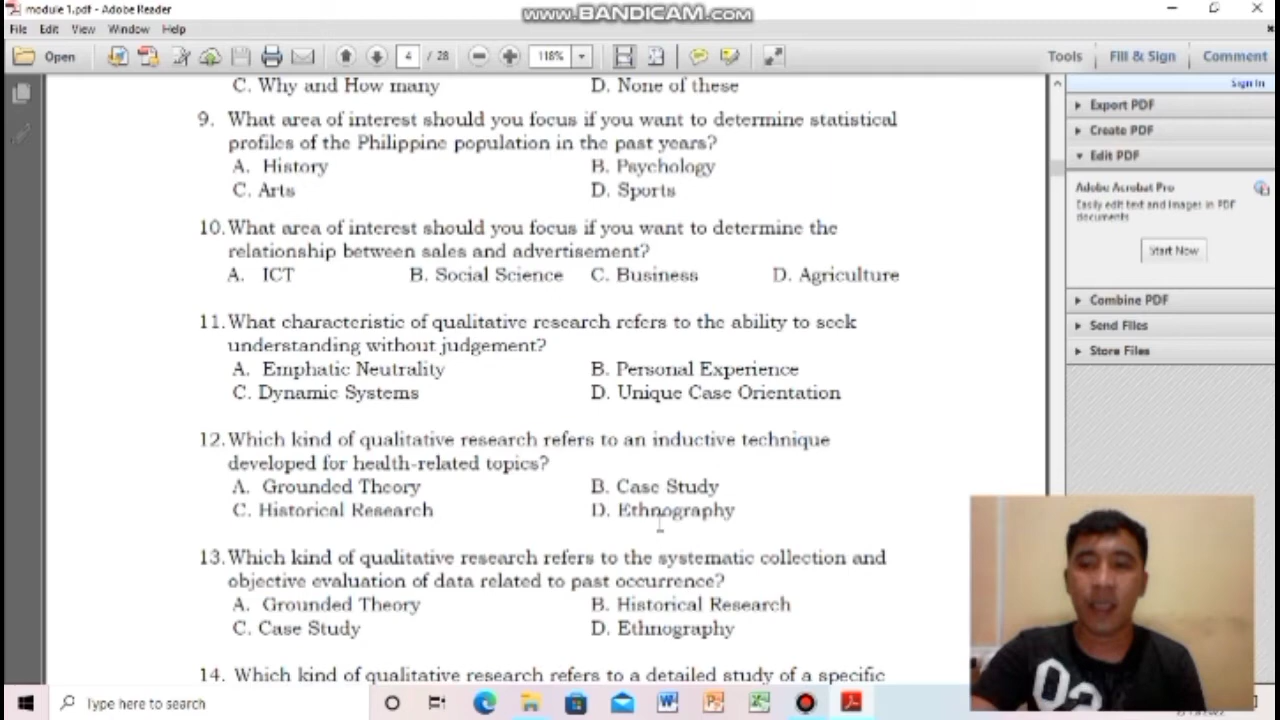 module 1.pdf - Adobe Reader
www.BANDICAM.com
File Edit View Window Help
Open 4 / 28 118% Tools Fill & Sign Comment
Sign In
C. Why and How many D. None of these
9. What area of interest should you focus if you want to determine statistical
profiles of the Philippine population in the past years?
A. History B. Psychology
C. Arts D. Sports
10. What area of interest should you focus if you want to determine the
relationship between sales and advertisement?
A. ICT B. Social Science C. Business D. Agriculture
11. What characteristic of qualitative research refers to the ability to seek
understanding without judgement?
A. Emphatic Neutrality B. Personal Experience
C. Dynamic Systems D. Unique Case Orientation
12. Which kind of qualitative research refers to an inductive technique
developed for health-related topics?
A. Grounded Theory B. Case Study
C. Historical Research D. Ethnography
13. Which kind of qualitative research refers to the systematic collection and
objective evaluation of data related to past occurrence?
A. Grounded Theory B. Historical Research
C. Case Study D. Ethnography
14. Which kind of qualitative research refers to a detailed study of a specific
Export PDF
Create PDF
Edit PDF
Adobe Acrobat Pro
Easily edit text and images in PDF
documents
Start Now
Combine PDF
Send Files
Store Files
02
Type here to search